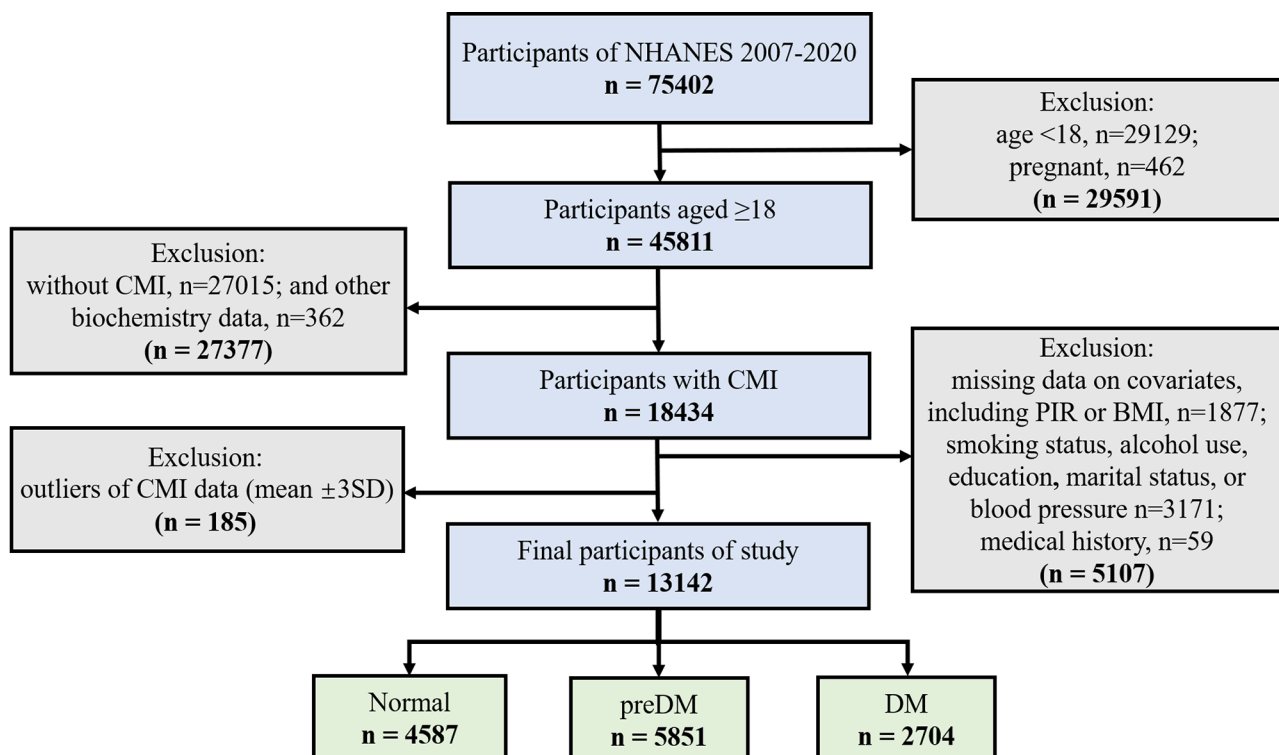 Participants of NHANES 2007-2020
n = 75402
Exclusion:
age <18, n=29129;
pregnant, n=462
(n = 29591)
Participants aged ≥18
n = 45811
Exclusion:
without CMI, n=27015; and other
biochemistry data, n=362
(n = 27377)
Participants with CMI
n = 18434
Exclusion:
missing data on covariates,
including PIR or BMI, n=1877;
smoking status, alcohol use,
education, marital status, or
blood pressure n=3171;
medical history, n=59
(n = 5107)
Exclusion:
outliers of CMI data (mean ±3SD)
(n = 185)
Final participants of study
n = 13142
Normal
n = 4587
preDM
n = 5851
DM
n = 2704